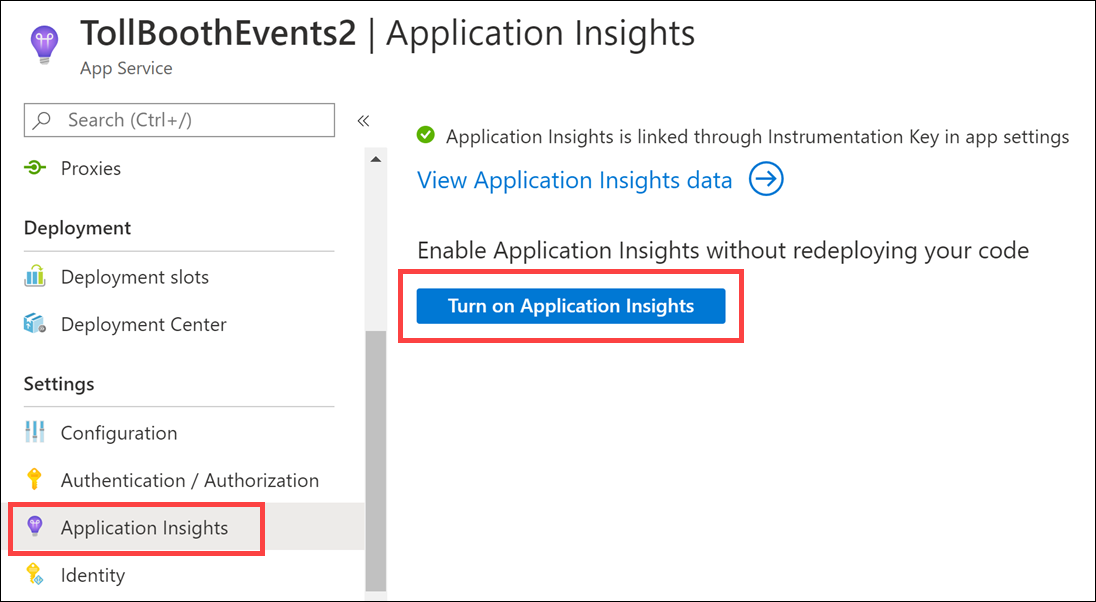 TollBoothEvents2 | Application Insights
App Service
Search (Ctrl+/)
«
Proxies
Deployment
Deployment slots
Deployment Center
Settings
Configuration
Authentication / Authorization
Application Insights
Identity
Application Insights is linked through Instrumentation Key in app settings
View Application Insights data
Enable Application Insights without redeploying your code
Turn on Application Insights